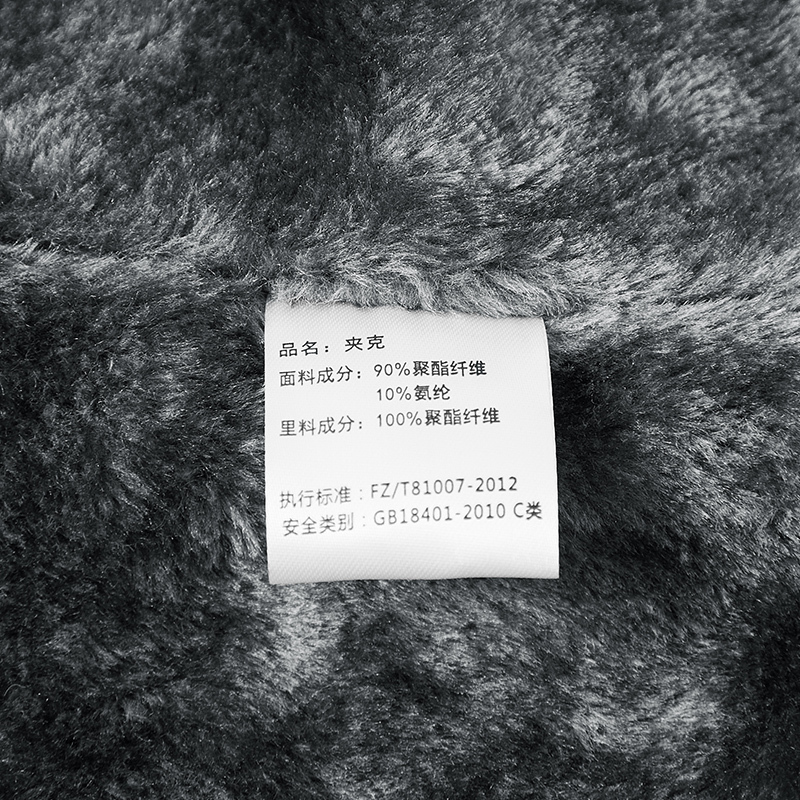 品名：夹克
面料成分：90%聚酯纤维
10%氨纶
里料成分：100%聚酯纤维
执行标准：FZ/T81007-2012
安全类别：GB18401-2010 C类